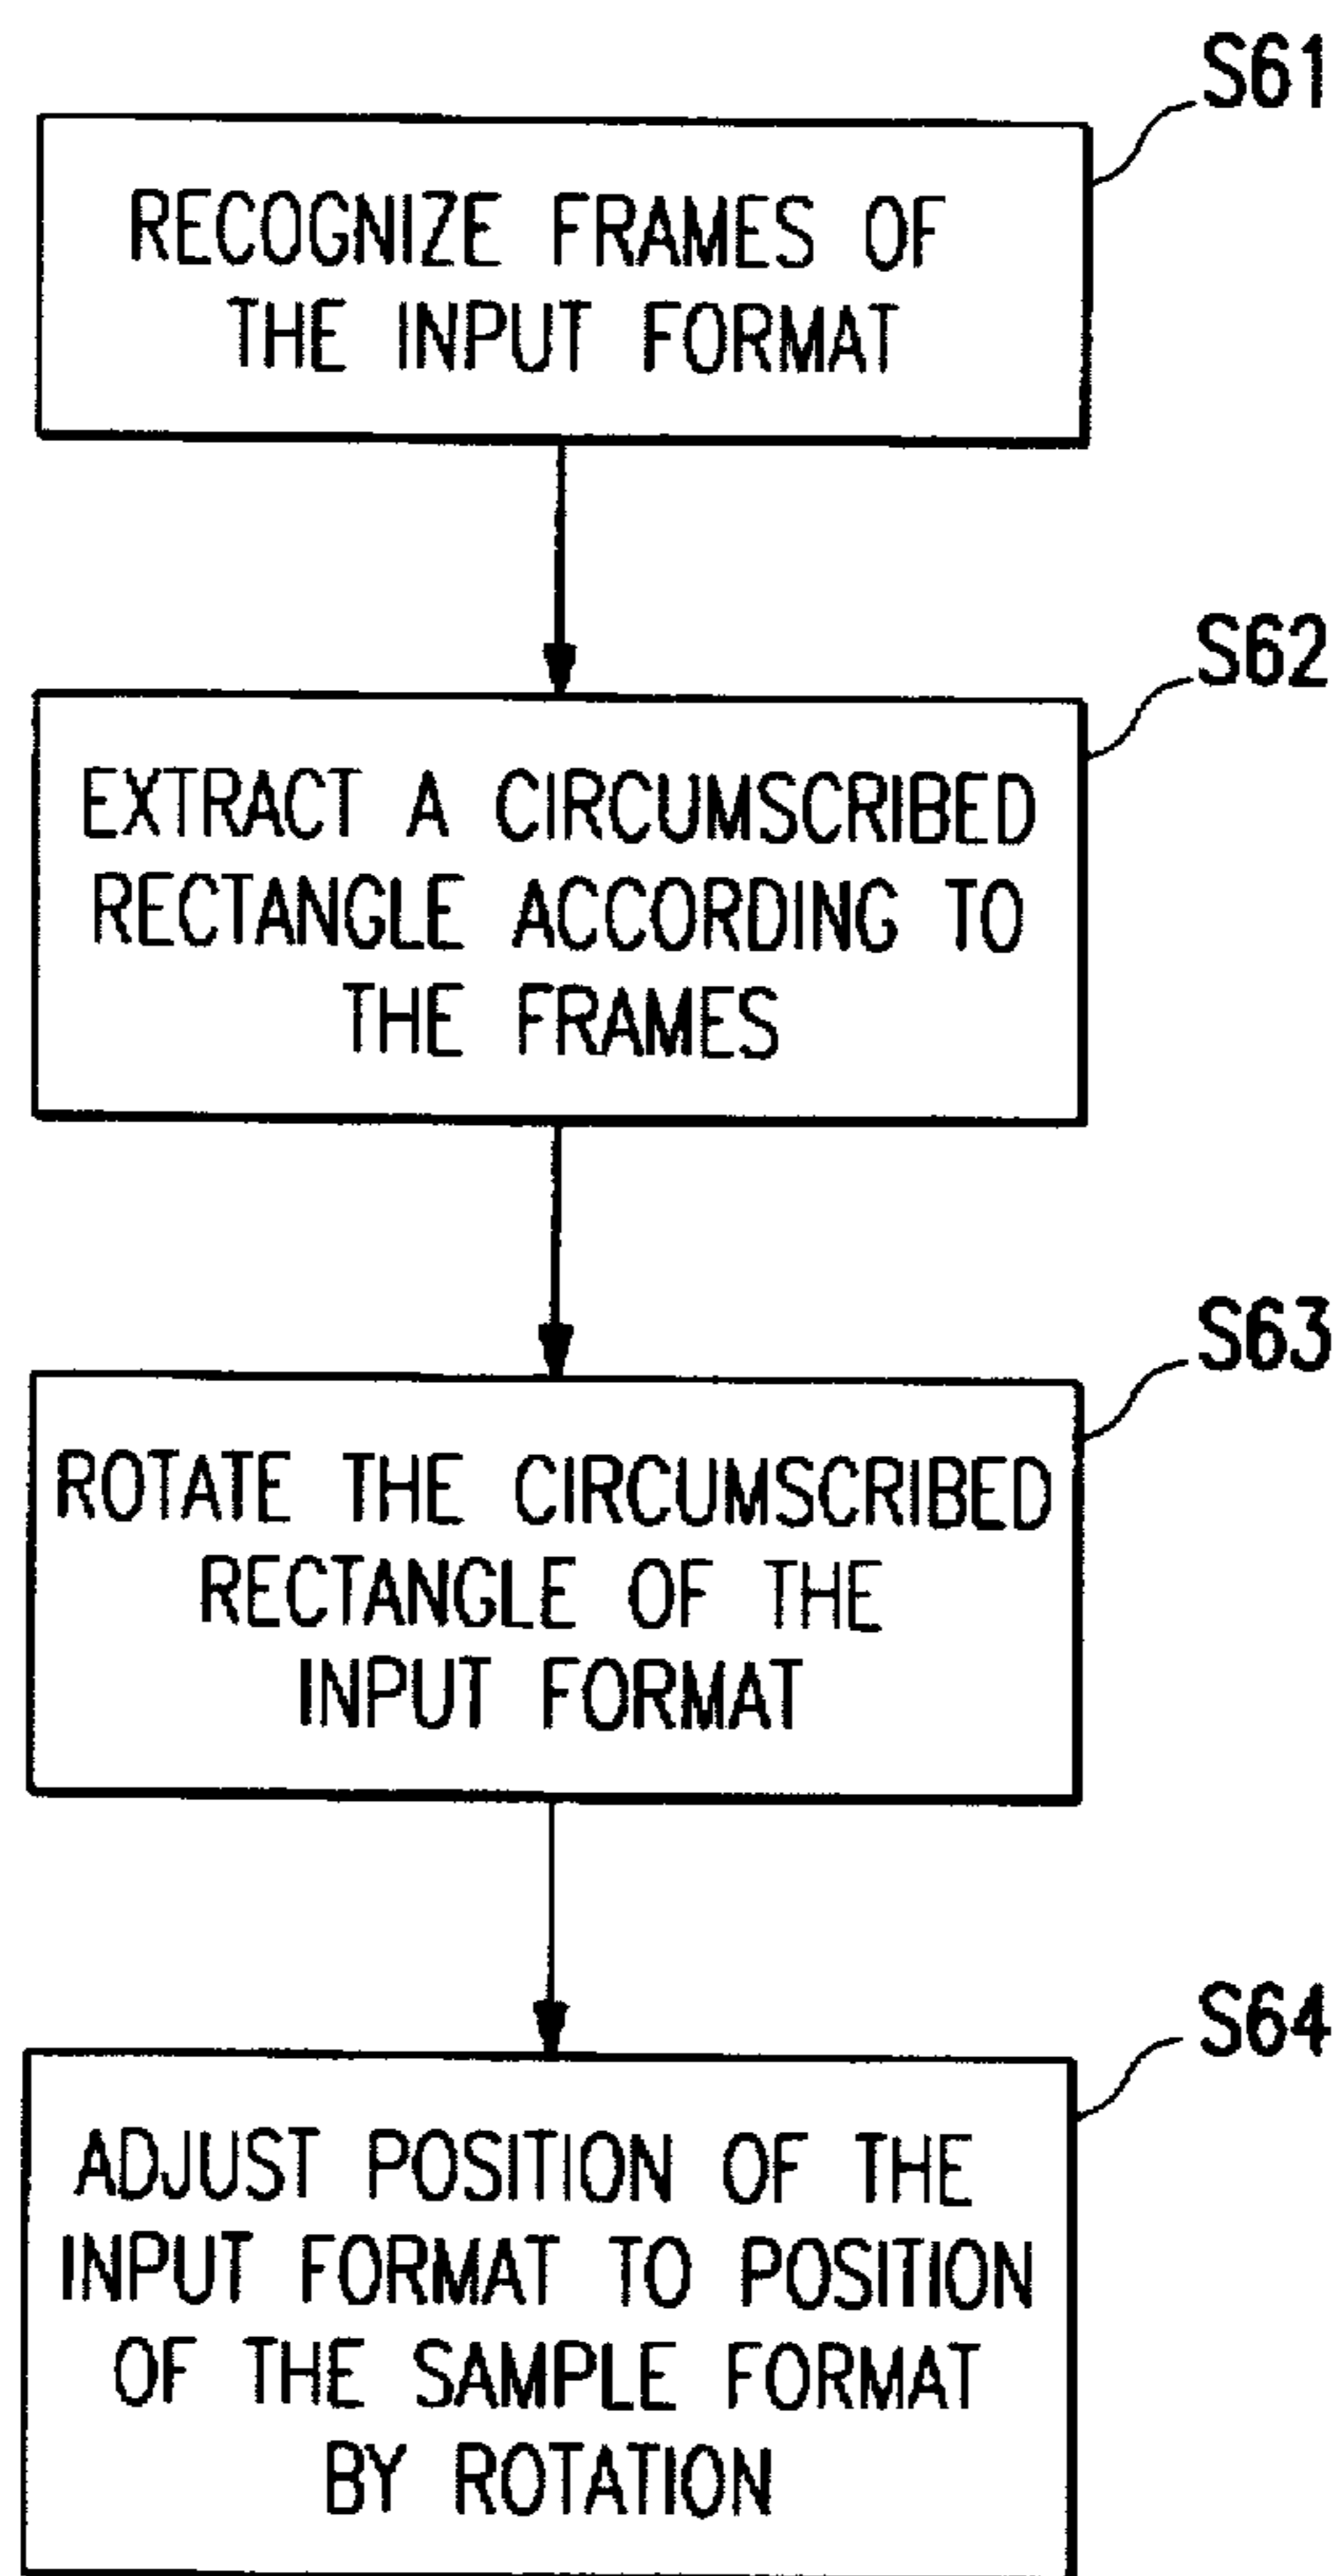 S61
RECOGNIZE FRAMES OF
THE INPUT FORMAT
S62
EXTRACT A CIRCUMSCRIBED
RECTANGLE ACCORDING TO
THE FRAMES
S63
ROTATE THE CIRCUMSCRIBED
RECTANGLE OF THE
INPUT FORMAT
S64
ADJUST POSITION OF THE
INPUT FORMAT TO POSITION
OF THE SAMPLE FORMAT
BY ROTATION